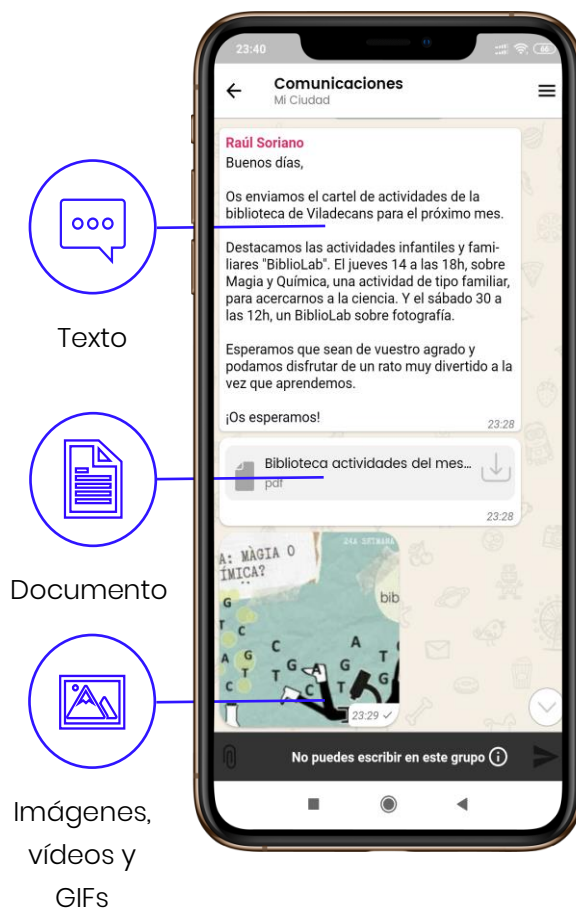 23:40
66
Comunicaciones
Mi Ciudad
Raúl Soriano
Buenos días,
Os enviamos el cartel de actividades de la
biblioteca de Viladecans para el próximo mes.
Destacamos las actividades infantiles y fami-
liares "BiblioLab". El jueves 14 a las 18h, sobre
Magia y Química, una actividad de tipo familiar,
para acercarnos a la ciencia. Y el sábado 30 a
las 12h, un BiblioLab sobre fotografía.
Esperamos que sean de vuestro agrado y
podamos disfrutar de un rato muy divertido a la
vez que aprendemos.
¡Os esperamos!
23:28
Texto
Biblioteca actividades del mes...
pdf
23:28
Documento
A: MÀGIA O
ÍMICA?
bib
G
T C
A G C A T
T T G A G
C C T G
23:29
Imágenes,
vídeos y
GIFs
No puedes escribir en este grupo